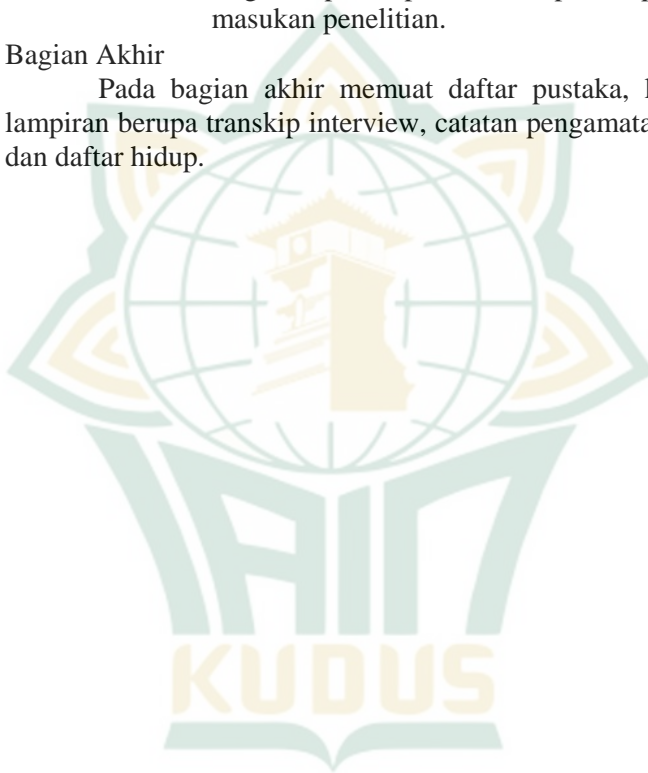 masukan penelitian.
Bagian Akhir
Pada bagian akhir memuat daftar pustaka,
lampiran berupa transkip interview, catatan
dan daftar hidup.
IAIN
KUDUS